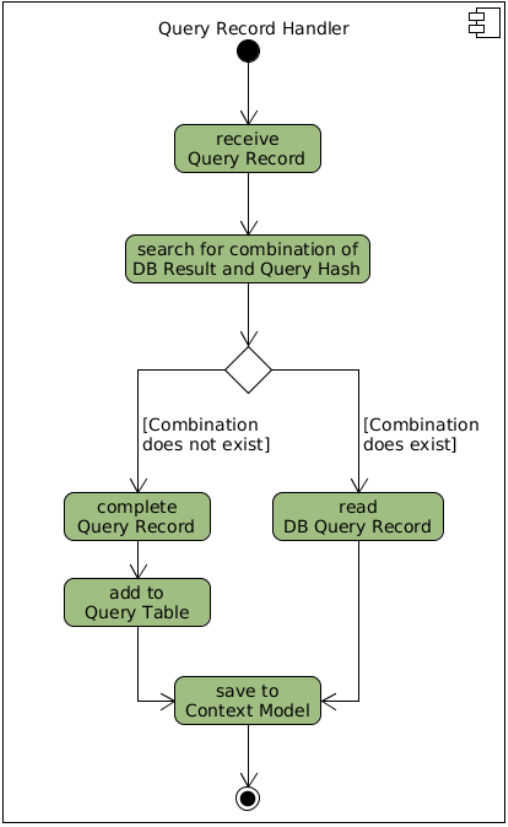 Query Record Handler
receive
Query Record
search for combination of
DB Result and Query Hash
[Combination
does not exist]
[Combination
does exist]
complete
Query Record
read
DB Query Record
add to
Query Table
save to
Context Model